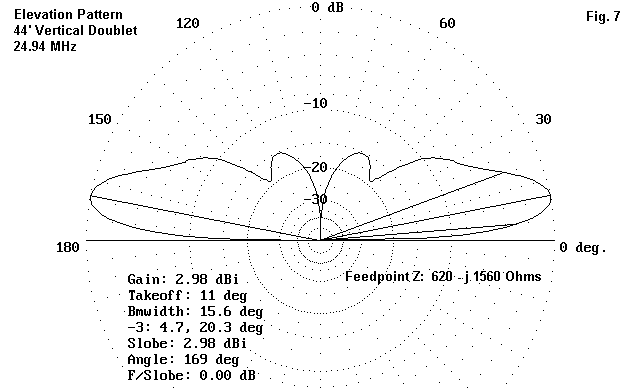 Elevation Pattern
44' Vertical Doublet
24.94 MHz
0 dB
Fig. 7
120
60
-10
150
30
-20
-30
180
0 deg.
Gain: 2.98 dBi
Takeoff: 11 deg
Bmwidth: 15.6 deg
-3: 4.7, 20.3 deg
Slobe: 2.98 dBi
Angle: 169 deg
F/Slobe: 0.00 dB
Feedpoint Z: 620 - j 1560 Ohms